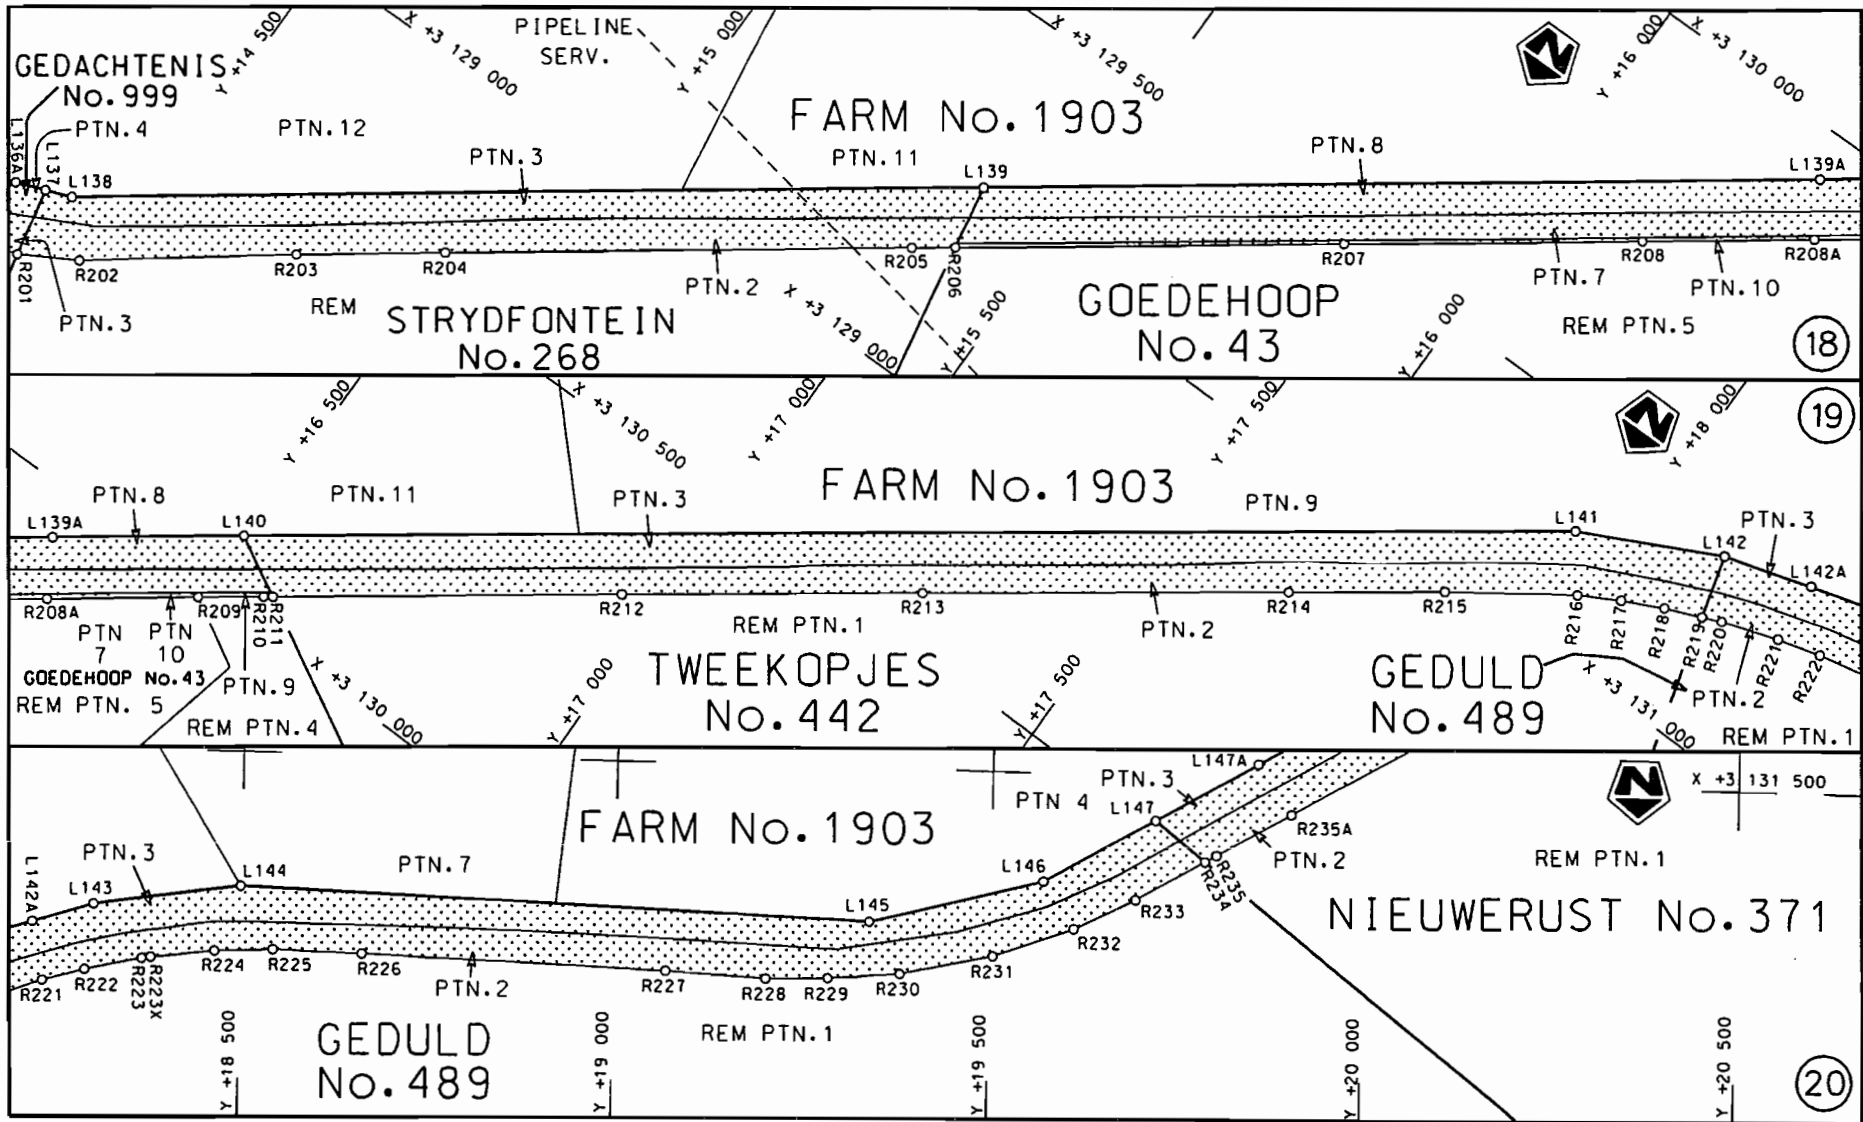 Y +14 500
X +3 129 000
PIPELINE
SERV.
Y +15 000
X +3 129 500
Y +16 000
X +3 130 000
N
GEDACHTENIS
No.999
PTN.4
PTN.12
PTN.3
FARM No.1903
PTN.11
PTN.8
L136A
L137
L138
L139
L139A
R201
R202
R203
R204
R205
R206
R207
R208
R208A
PTN.3
REM
STRYDFONTEIN
No.268
PTN.2
X +3 129 000
Y +15 500
GOEDEHOOP
No.43
Y +16 000
PTN.7
PTN.10
REM PTN.5
18
Y +16 500
X +3 130 500
Y +17 000
Y +17 500
N
Y +18 000
19
PTN.8
PTN.11
PTN.3
FARM No.1903
PTN.9
PTN.3
L139A
L140
L141
L142
L142A
R208A
R209
R210
R211
R212
R213
R214
R215
R216
R217
R218
R219
R220
R221
R222
PTN
7
PTN
10
GOEDEHOOP No.43
REM PTN. 5
PTN.9
REM PTN.4
X +3 130 000
REM PTN.1
TWEEKOPJES
No.442
Y +17 000
Y +17 500
PTN.2
GEDULD
No.489
X +3 131 000
PTN.2
REM PTN.1
PTN.3
PTN.7
FARM No.1903
PTN 4
PTN.3
N
X +3 131 500
L142A
L143
L144
L145
L146
L147
L147A
R221
R222
R223
R223X
R224
R225
R226
R227
R228
R229
R230
R231
R232
R233
R234
R235
R235A
PTN.2
PTN.2
REM PTN.1
NIEUWERUST No.371
GEDULD
No.489
REM PTN.1
Y +18 500
Y +19 000
Y +19 500
Y +20 000
Y +20 500
20